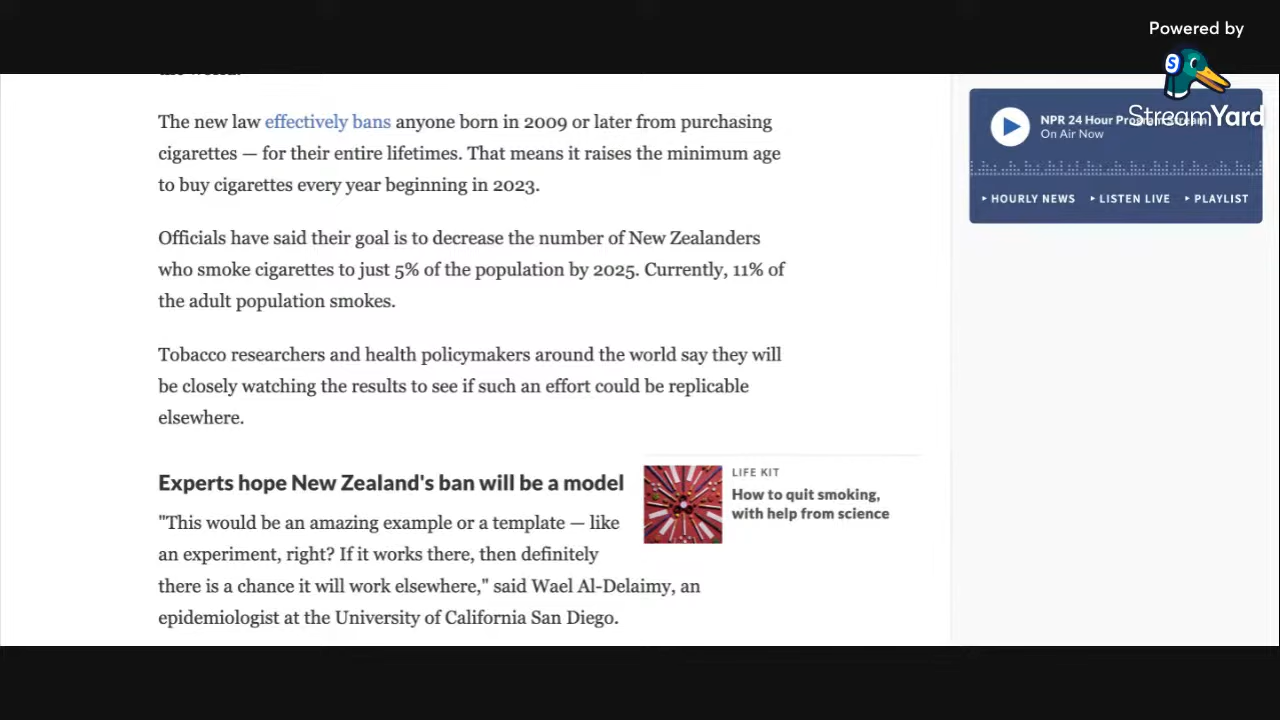 Powered by
StreamYard
The new law effectively bans anyone born in 2009 or later from purchasing
cigarettes — for their entire lifetimes. That means it raises the minimum age
to buy cigarettes every year beginning in 2023.
Officials have said their goal is to decrease the number of New Zealanders
who smoke cigarettes to just 5% of the population by 2025. Currently, 11% of
the adult population smokes.
Tobacco researchers and health policymakers around the world say they will
be closely watching the results to see if such an effort could be replicable
elsewhere.
Experts hope New Zealand's ban will be a model
"This would be an amazing example or a template — like
an experiment, right? If it works there, then definitely
there is a chance it will work elsewhere," said Wael Al-Delaimy, an
epidemiologist at the University of California San Diego.
LIFE KIT
How to quit smoking,
with help from science
NPR 24 Hour Program Stream
On Air Now
HOURLY NEWS LISTEN LIVE PLAYLIST